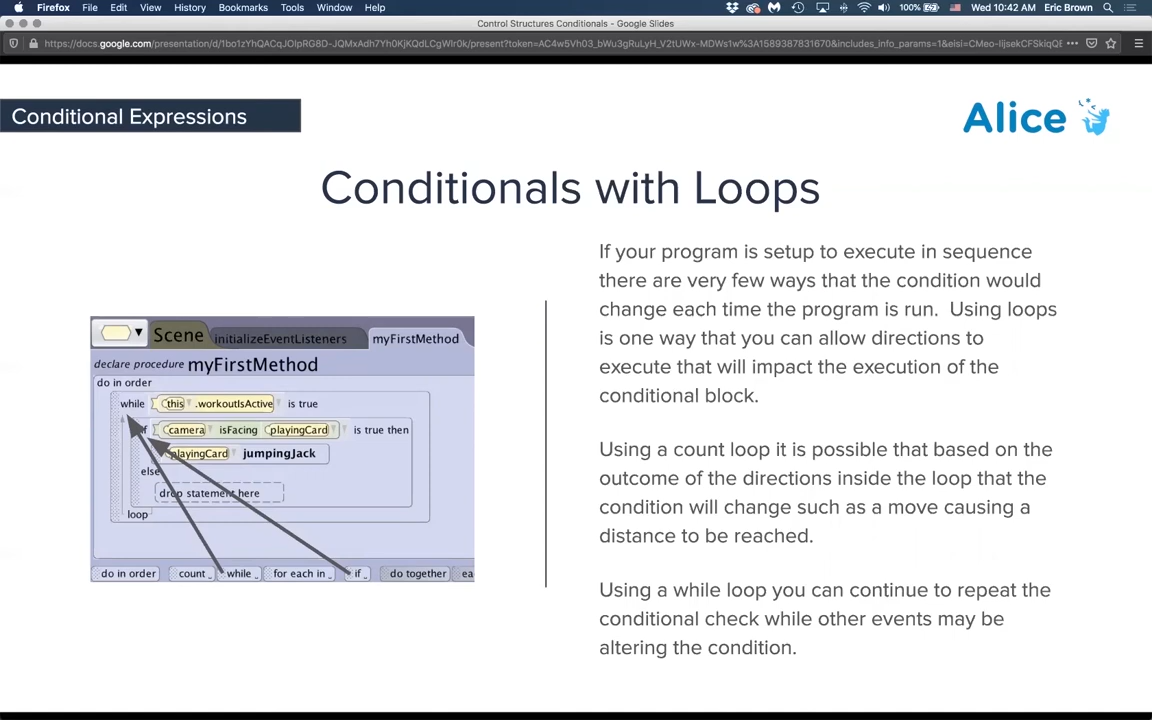 Firefox File Edit View History Bookmarks Tools Window Help 100% Wed 10:42 AM Eric Brown
Control Structures Conditionals - Google Slides
Conditional Expressions
Alice
Conditionals with Loops
If your program is setup to execute in sequence
there are very few ways that the condition would
change each time the program is run. Using loops
is one way that you can allow directions to
execute that will impact the execution of the
conditional block.
Using a count loop it is possible that based on the
outcome of the directions inside the loop that the
condition will change such as a move causing a
distance to be reached.
Using a while loop you can continue to repeat the
conditional check while other events may be
altering the condition.
Scene initializeEventListeners myFirstMethod
declare procedure myFirstMethod
do in order
while this .workoutIsActive is true
if camera isFacing playingCard is true then
playingCard jumpingJack
else
drop statement here
loop
do in order count while for each in if do together ea